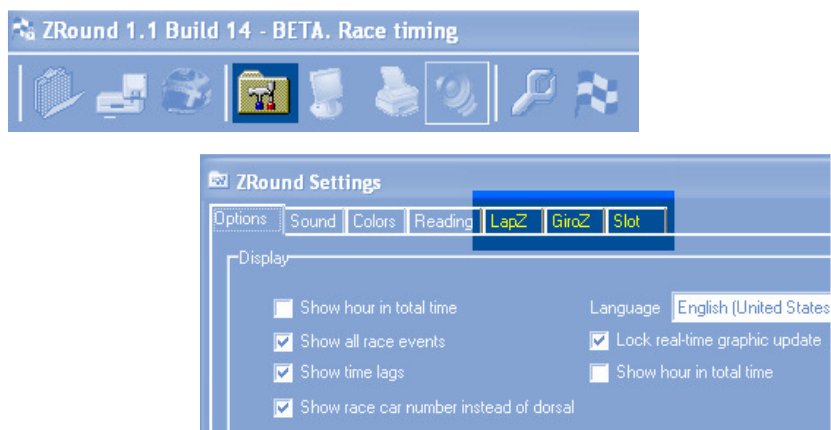 ZRound 1.1 Build 14 - BETA. Race timing
ZRound Settings
Options Sound Colors Reading LapZ GiroZ Slot
Display
Show hour in total time Language English (United States
Show all race events Lock real-time graphic update
Show time lags Show hour in total time
Show race car number instead of dorsal